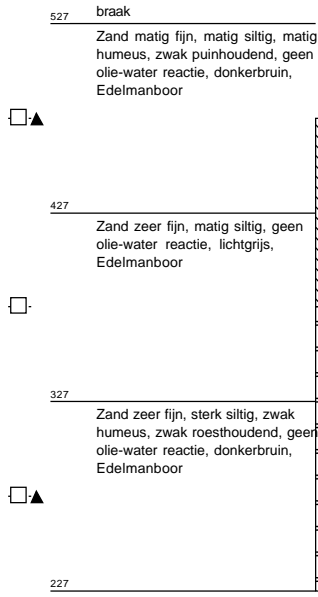 527 braak
Zand matig fijn, matig siltig, matig
humeus, zwak puinhoudend, geen
olie-water reactie, donkerbruin,
Edelmanboor
427
Zand zeer fijn, matig siltig, geen
olie-water reactie, lichtgrijs,
Edelmanboor
327
Zand zeer fijn, sterk siltig, zwak
humeus, zwak roesthoudend, geen
olie-water reactie, donkerbruin,
Edelmanboor
227